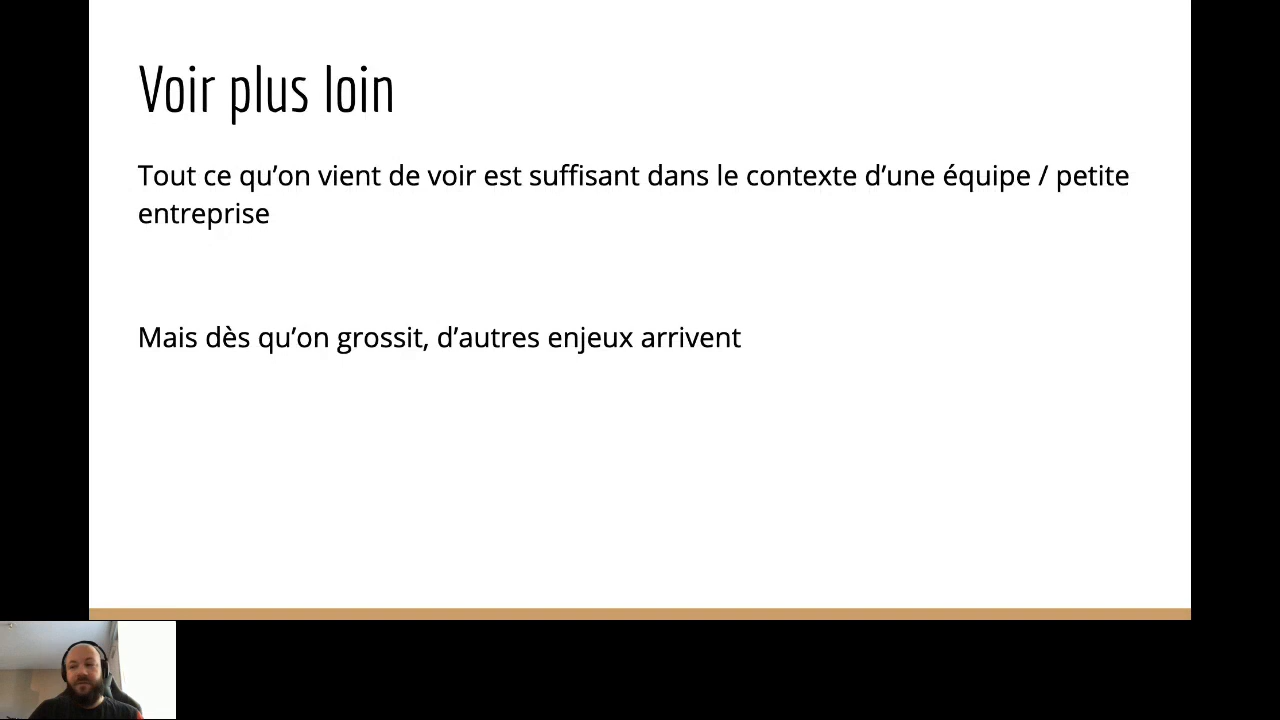 Voir plus loin
Tout ce qu’on vient de voir est suffisant dans le contexte d’une équipe / petite
entreprise
Mais dès qu’on grossit, d’autres enjeux arrivent